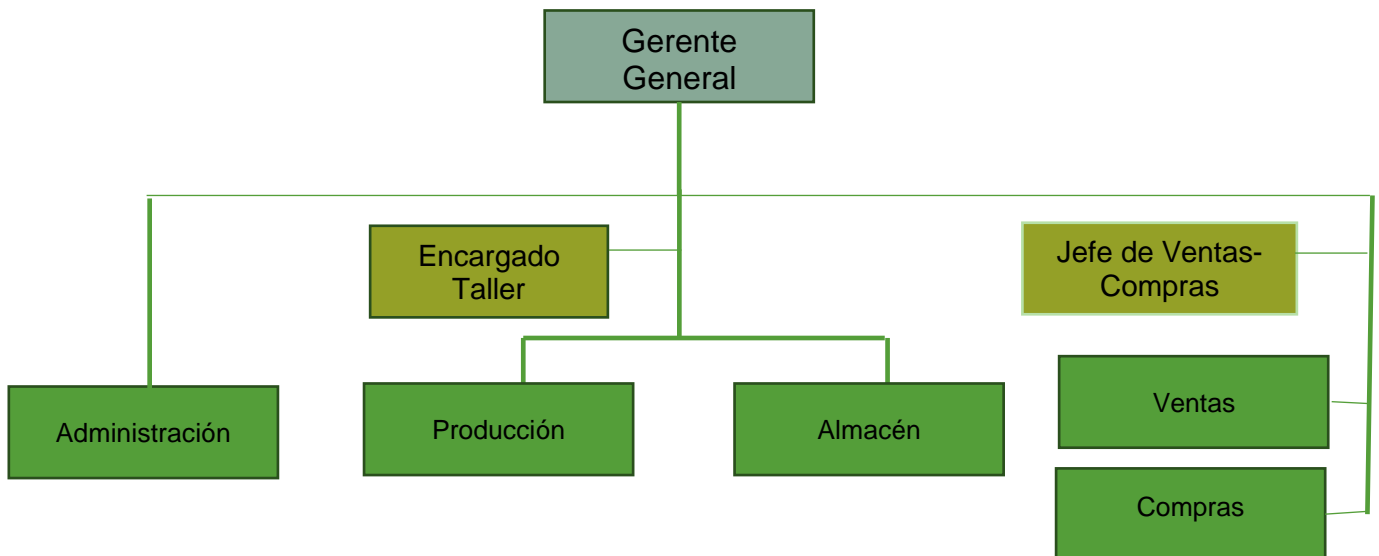 Gerente
General
Encargado
Taller
Jefe de Ventas-
Compras
Administración
Producción
Almacén
Ventas
Compras